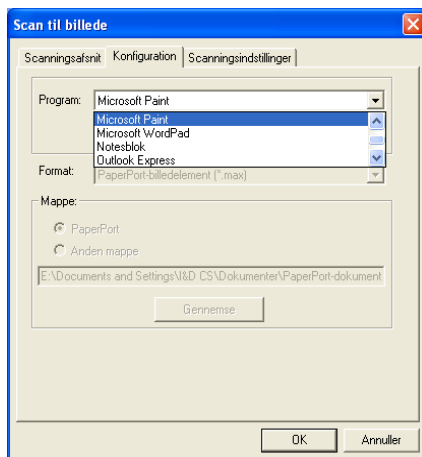 Scan til billede
Scanningsafsnit Konfiguration Scanningsindstillinger
Program: Microsoft Paint
Microsoft Paint
Microsoft WordPad
Notesblok
Outlook Express
Format: PaperPort-billedelement (*.max)
Mappe:
PaperPort
Anden mappe
E:\Documents and Settings\I&D CS\Dokumenter\PaperPort-dokument
Gennemse
OK Annuller